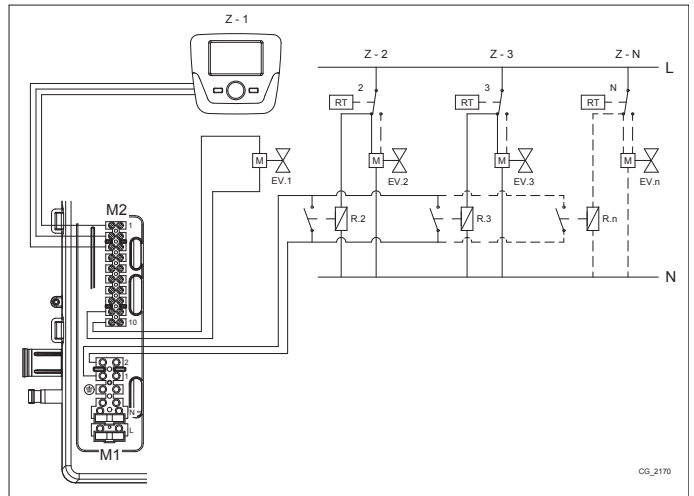 Z - 1
Z - 2
Z - 3
Z - N
L
2
3
N
RT
RT
RT
M
EV.1
M
EV.2
M
EV.3
M
EV.n
M2
1
R.2
R.3
R.n
10
N
2
1
N
L
M1
CG_2170